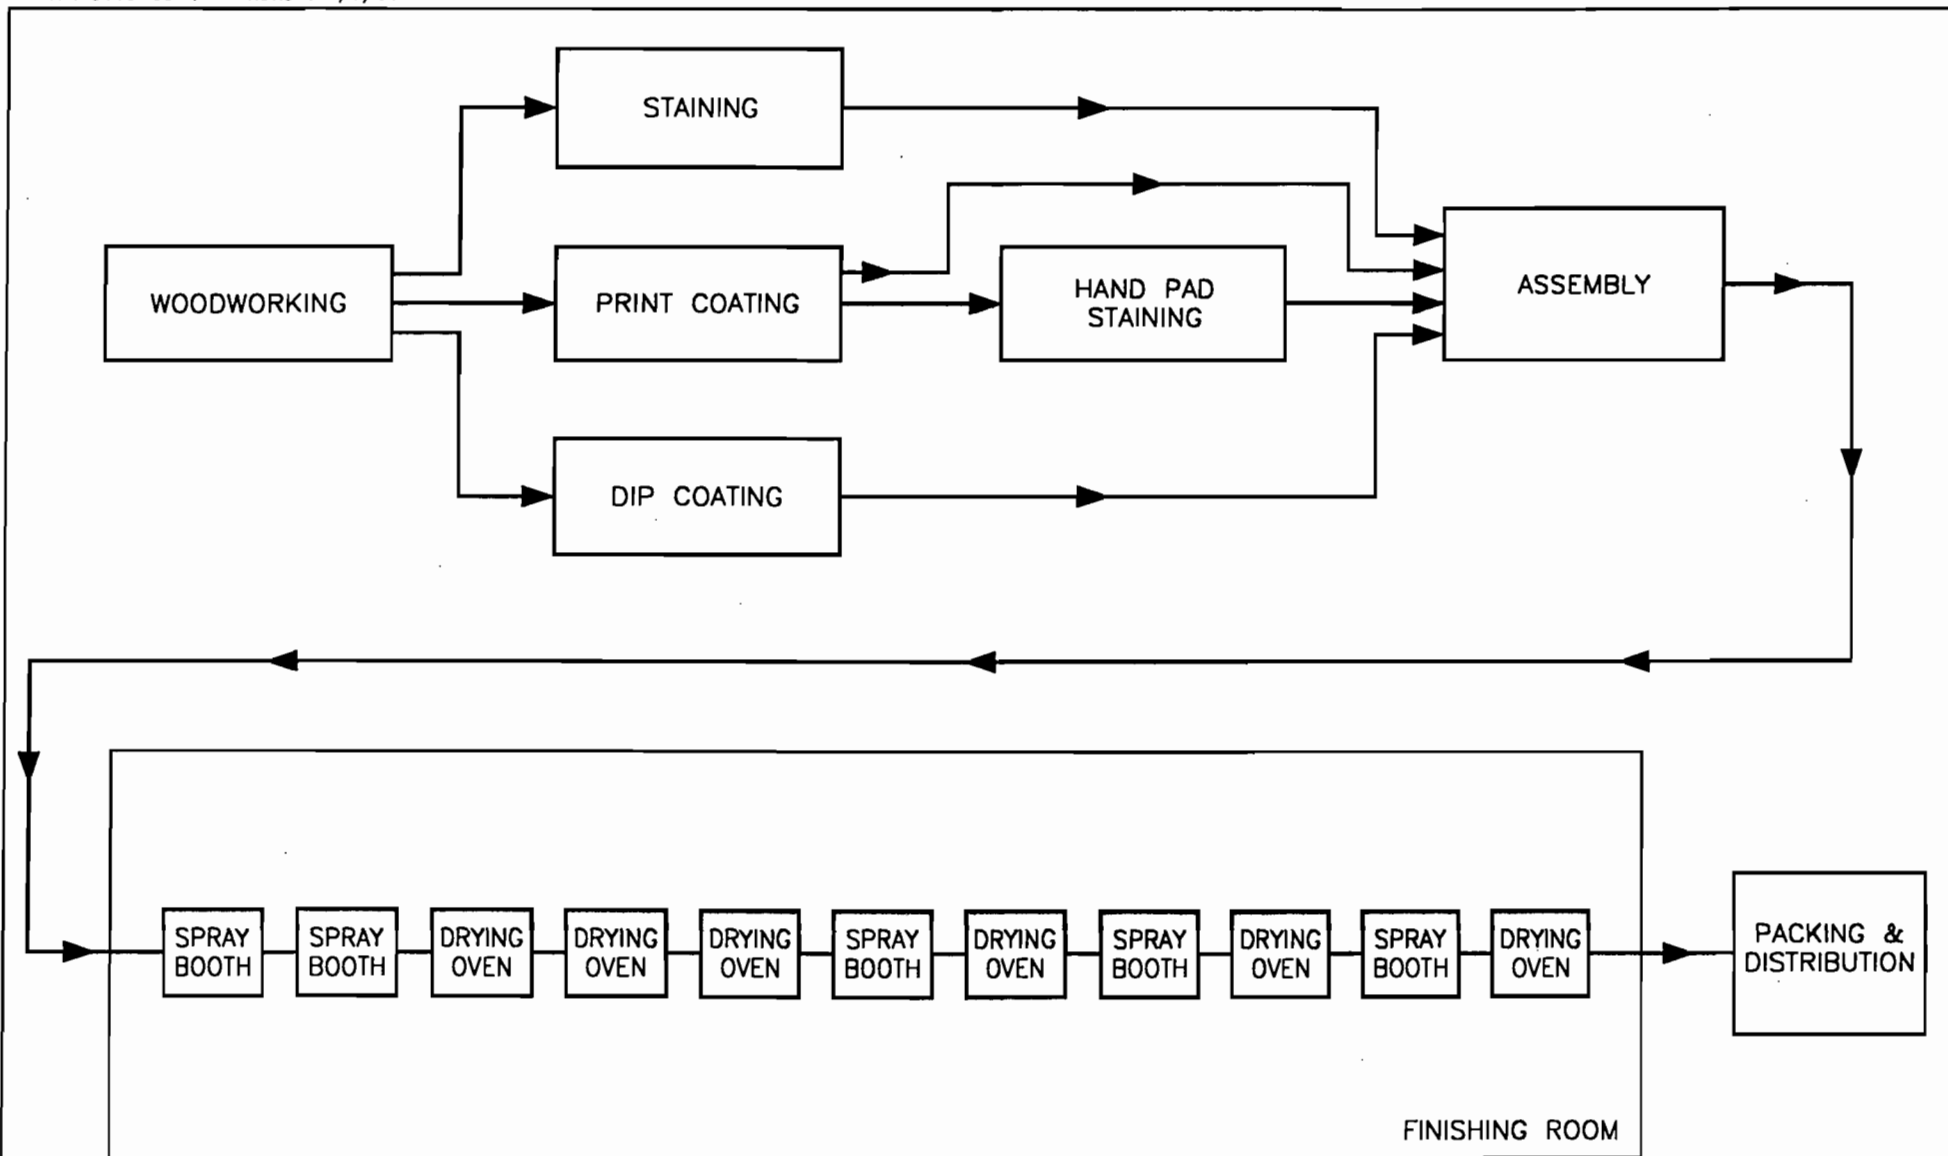 STAINING
WOODWORKING
PRINT COATING
HAND PAD
STAINING
ASSEMBLY
DIP COATING
SPRAY
BOOTH
SPRAY
BOOTH
DRYING
OVEN
DRYING
OVEN
DRYING
OVEN
SPRAY
BOOTH
DRYING
OVEN
SPRAY
BOOTH
DRYING
OVEN
SPRAY
BOOTH
DRYING
OVEN
PACKING &
DISTRIBUTION
FINISHING ROOM